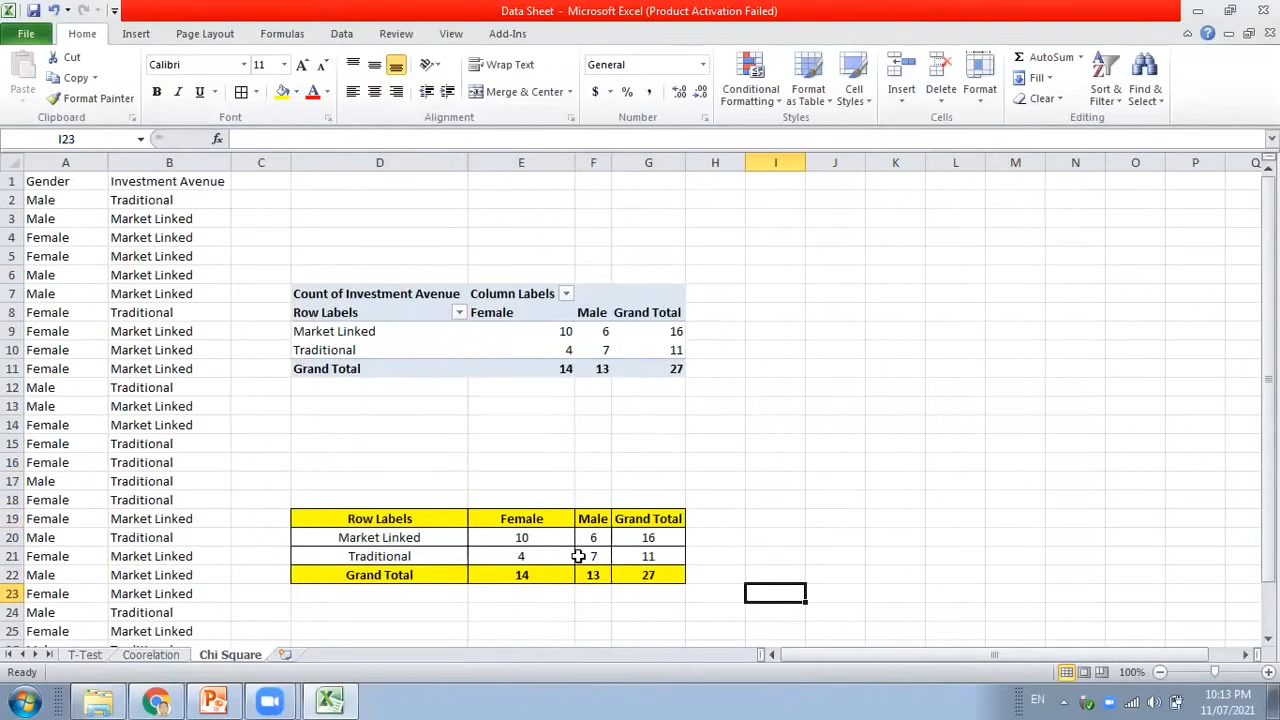 Data Sheet - Microsoft Excel (Product Activation Failed)
File Home Insert Page Layout Formulas Data Review View Add-Ins
Paste Cut Copy Format Painter Clipboard
Calibri 11 A A B I U A Font
Wrap Text Merge & Center Alignment
General $ % , .0 .00 .00 .0 Number
Conditional Formatting Format as Table Cell Styles Styles
Insert Delete Format Cells
Σ AutoSum Fill Clear Sort & Filter Find & Select Editing
I23 fx
A B C D E F G H I J K L M N O P Q
1 Gender Investment Avenue
2 Male Traditional
3 Male Market Linked
4 Female Market Linked
5 Female Market Linked
6 Male Market Linked
7 Male Market Linked Count of Investment Avenue Column Labels
8 Female Traditional Row Labels Female Male Grand Total
9 Female Market Linked Market Linked 10 6 16
10 Female Market Linked Traditional 4 7 11
11 Female Market Linked Grand Total 14 13 27
12 Male Traditional
13 Male Market Linked
14 Male Market Linked
15 Female Traditional
16 Female Traditional
17 Male Traditional
18 Female Traditional
19 Female Market Linked Row Labels Female Male Grand Total
20 Male Traditional Market Linked 10 6 16
21 Female Market Linked Traditional 4 7 11
22 Male Market Linked Grand Total 14 13 27
23 Female Market Linked
24 Male Traditional
25 Female Market Linked
T-Test Coorelation Chi Square
Ready 100%
EN 10:13 PM
11/07/2021